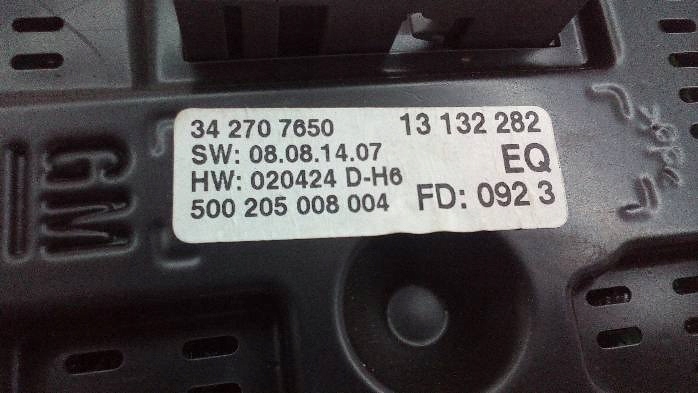 34 270 7650 13 132 282
SW: 08.08.14.07 EQ
HW: 020424 D-H6
500 205 008 004 FD: 092 3
GM